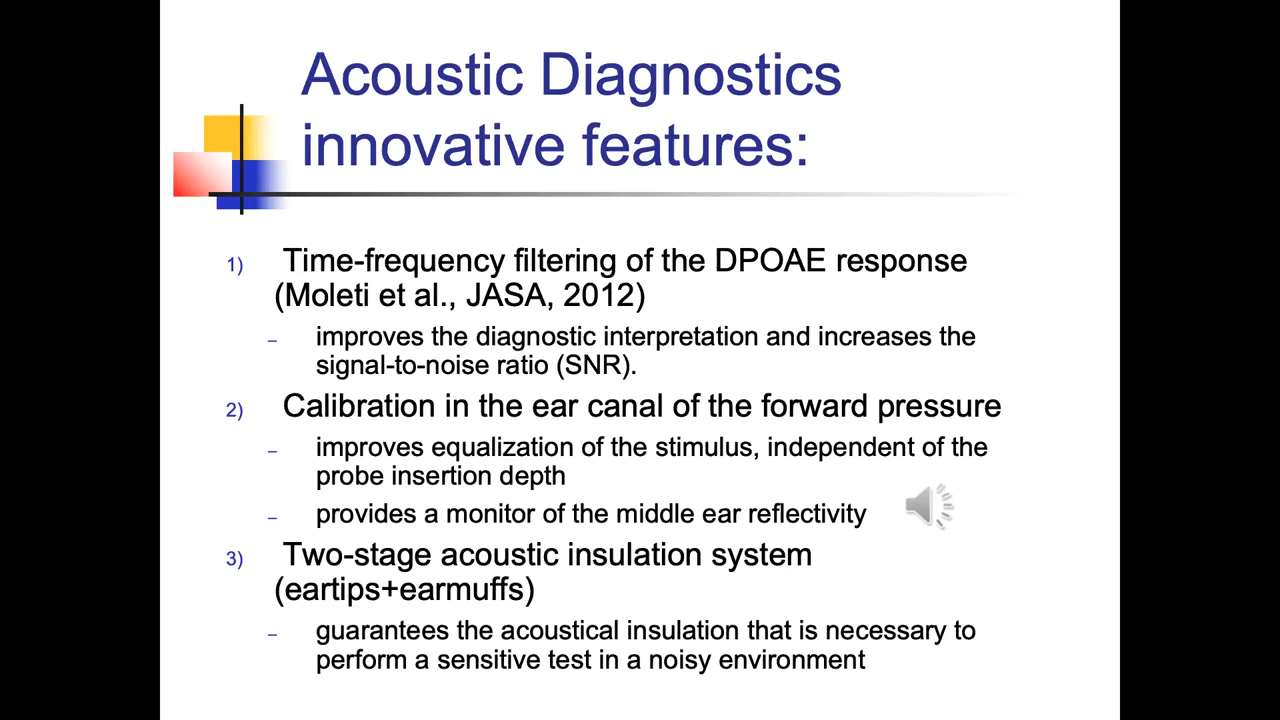 Acoustic Diagnostics
innovative features:
1) Time-frequency filtering of the DPOAE response
(Moleti et al., JASA, 2012)
– improves the diagnostic interpretation and increases the
signal-to-noise ratio (SNR).
2) Calibration in the ear canal of the forward pressure
– improves equalization of the stimulus, independent of the
probe insertion depth
– provides a monitor of the middle ear reflectivity
3) Two-stage acoustic insulation system
(eartips+earmuffs)
– guarantees the acoustical insulation that is necessary to
perform a sensitive test in a noisy environment